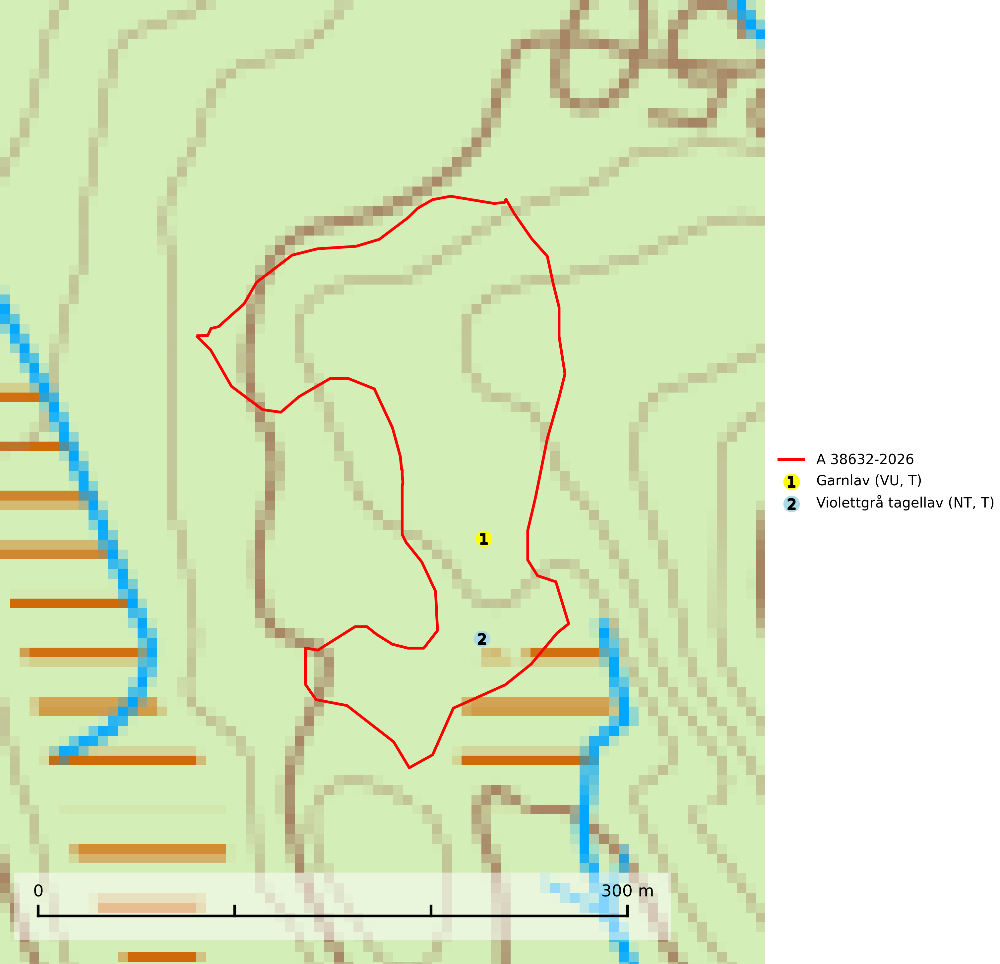 1
2
A 38632-2026
1 Garnlav (VU, T)
2 Violettgrå tagellav (NT, T)
0 300 m